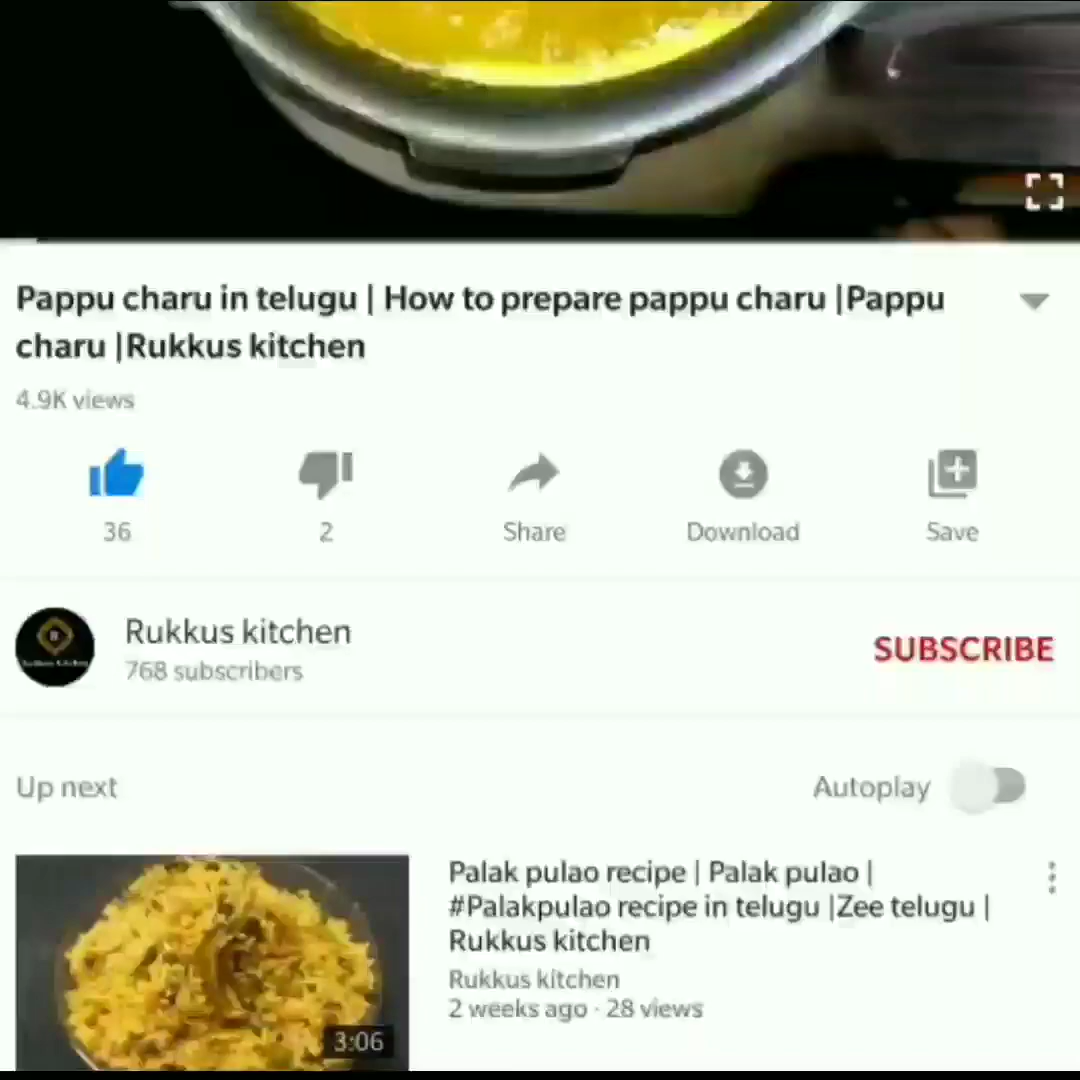 Pappu charu in telugu | How to prepare pappu charu |Pappu
charu |Rukkus kitchen
4.9K views
36
2
Share
Download
Save
Rukkus kitchen
768 subscribers
SUBSCRIBE
Up next
Autoplay
Palak pulao recipe | Palak pulao |
#Palakpulao recipe in telugu |Zee telugu |
Rukkus kitchen
Rukkus kitchen
2 weeks ago · 28 views
3:06